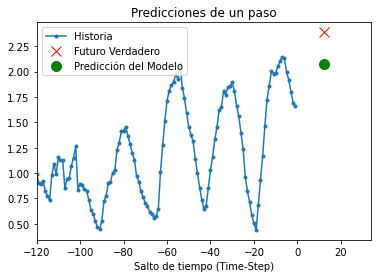 Predicciones de un paso
Historia
Futuro Verdadero
Predicción del Modelo
2.25
2.00
1.75
1.50
1.25
1.00
0.75
0.50
−120 −100 −80 −60 −40 −20 0 20
Salto de tiempo (Time-Step)